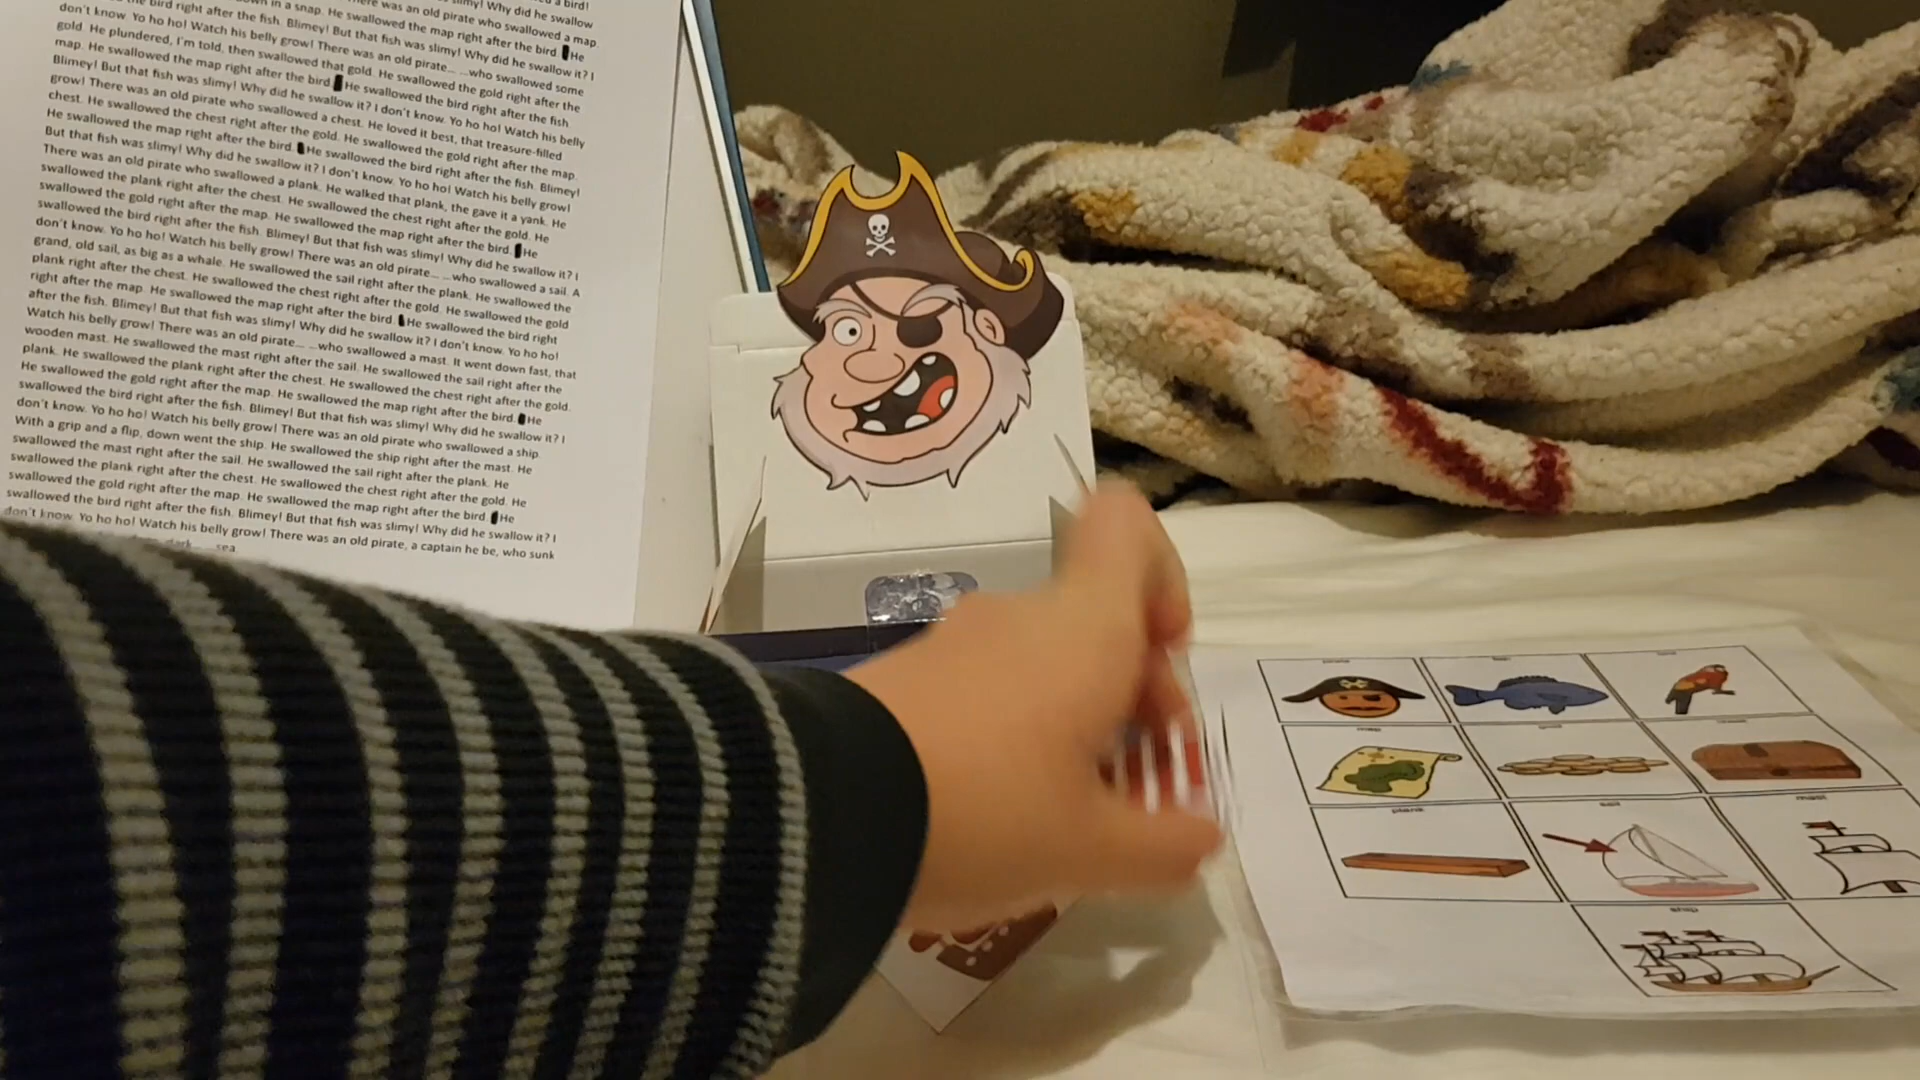 down in a snap. He swallowed the map right after the bird. He
bird right after the fish. Blimey! But that fish was slimy! Why did he swallow it? I
don't know. Yo ho ho! Watch his belly grow! There was an old pirate... ...who swallowed some
gold. He plundered, I'm told, then swallowed that gold. He swallowed the gold right after the
map. He swallowed the map right after the bird. He swallowed the bird right after the fish
Blimey! But that fish was slimy! Why did he swallow it? I don't know. Yo ho ho! Watch his belly
grow! There was an old pirate who swallowed a chest. He loved it best, that treasure-filled
chest. He swallowed the chest right after the gold. He swallowed the gold right after the map.
He swallowed the map right after the bird. He swallowed the bird right after the fish. Blimey!
But that fish was slimy! Why did he swallow it? I don't know. Yo ho ho! Watch his belly grow!
There was an old pirate who swallowed a plank. He walked that plank, the gave it a yank. He
swallowed the plank right after the chest. He swallowed the chest right after the gold. He
swallowed the gold right after the map. He swallowed the map right after the bird. He
swallowed the bird right after the fish. Blimey! But that fish was slimy! Why did he swallow it? I
don't know. Yo ho ho! Watch his belly grow! There was an old pirate... ...who swallowed a sail. A
grand, old sail, as big as a whale. He swallowed the sail right after the plank. He swallowed the
plank right after the chest. He swallowed the chest right after the gold. He swallowed the gold
right after the map. He swallowed the map right after the bird. He swallowed the bird right
after the fish. Blimey! But that fish was slimy! Why did he swallow it? I don't know. Yo ho ho!
Watch his belly grow! There was an old pirate... ...who swallowed a mast. It went down fast, that
wooden mast. He swallowed the mast right after the sail. He swallowed the sail right after the
plank. He swallowed the plank right after the chest. He swallowed the chest right after the gold.
He swallowed the gold right after the map. He swallowed the map right after the bird. He
swallowed the bird right after the fish. Blimey! But that fish was slimy! Why did he swallow it? I
don't know. Yo ho ho! Watch his belly grow! There was an old pirate who swallowed a ship.
With a grip and a flip, down went the ship. He swallowed the ship right after the mast. He
swallowed the mast right after the sail. He swallowed the sail right after the plank. He
swallowed the plank right after the chest. He swallowed the chest right after the gold. He
swallowed the gold right after the map. He swallowed the map right after the bird. He
swallowed the bird right after the fish. Blimey! But that fish was slimy! Why did he swallow it? I
don't know. Yo ho ho! Watch his belly grow! There was an old pirate, a captain he be, who sunk
dark... ...sea
map
plank
sail
mast
ship